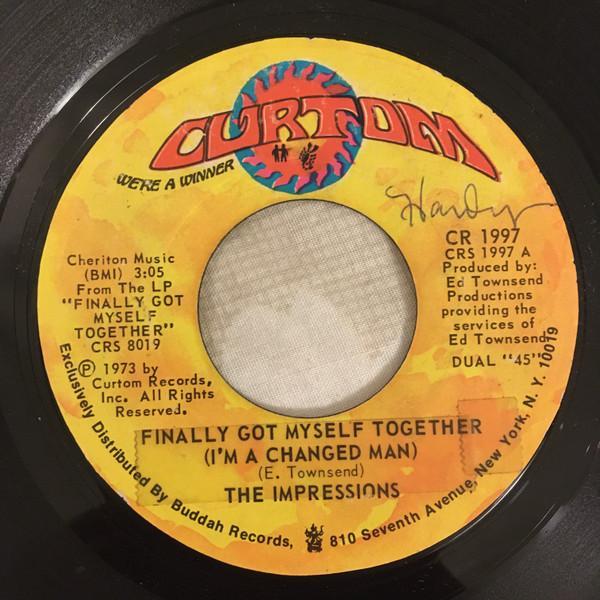 CURTOM
WE'RE A WINNER
Hardy
CR 1997
CRS 1997 A
Produced by:
Ed Townsend
Productions
providing the
services of
Ed Townsend
DUAL "45"
Cheriton Music
(BMI) 3:05
From The LP
"FINALLY GOT
MYSELF
TOGETHER"
CRS 8019
Ⓟ 1973 by
Curtom Records,
Inc. All Rights
Reserved.
FINALLY GOT MYSELF TOGETHER
(I'M A CHANGED MAN)
(E. Townsend)
THE IMPRESSIONS
Exclusively Distributed By Buddah Records, 810 Seventh Avenue, New York, N. Y. 10019